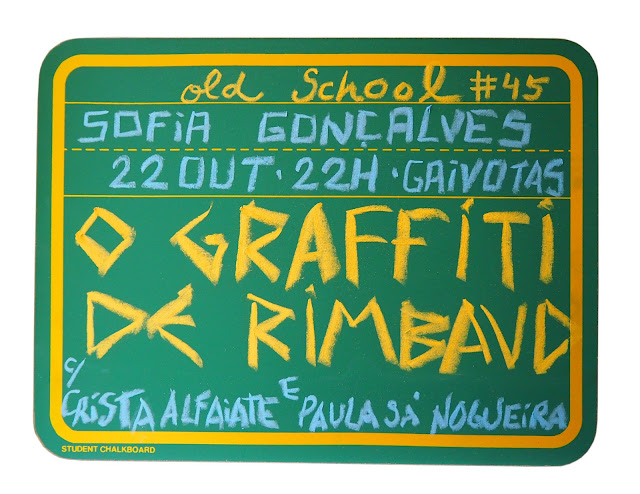 old School #45
SOFiA GONÇALVES
22 OUT · 22H · GAiVOTAS
O GRAFFiTi
DE RiMBAUD
c/
CRiSTA ALFAiATE E PAULA SÁ NOGUEiRA
STUDENT CHALKBOARD